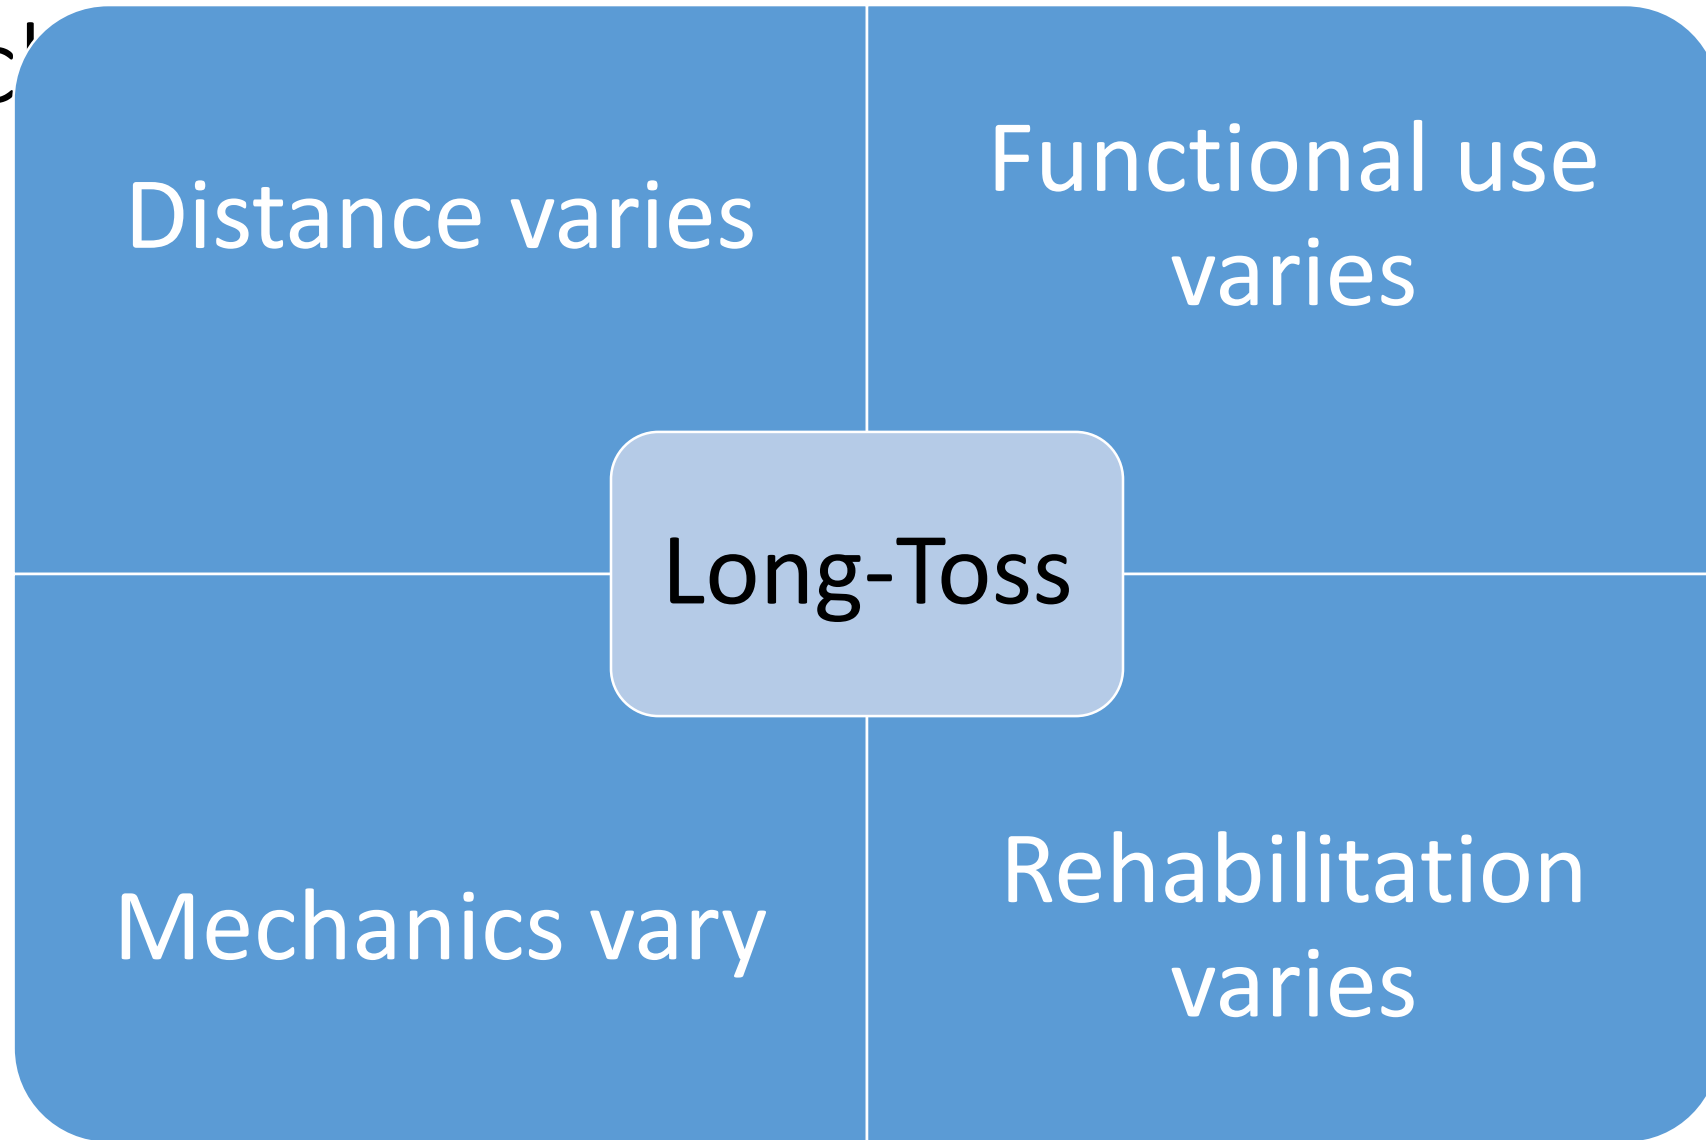 Distance varies
Functional use
varies
Long-Toss
Mechanics vary
Rehabilitation
varies